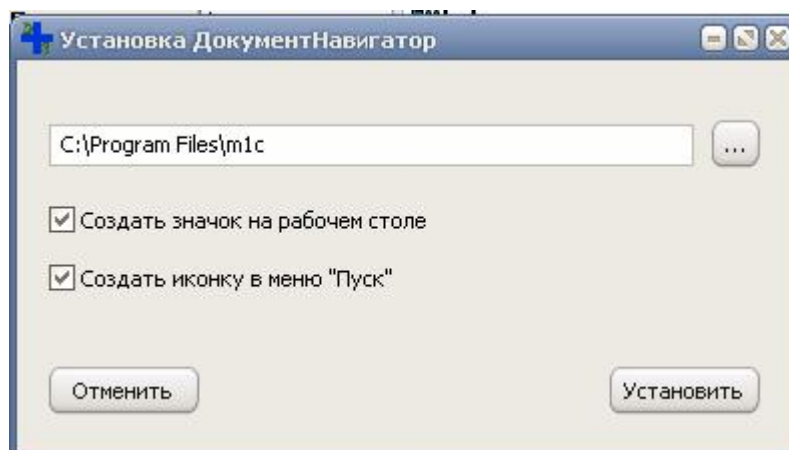 Установка ДокументНавигатор
C:\Program Files\m1c
...
Создать значок на рабочем столе
Создать иконку в меню "Пуск"
Отменить
Установить